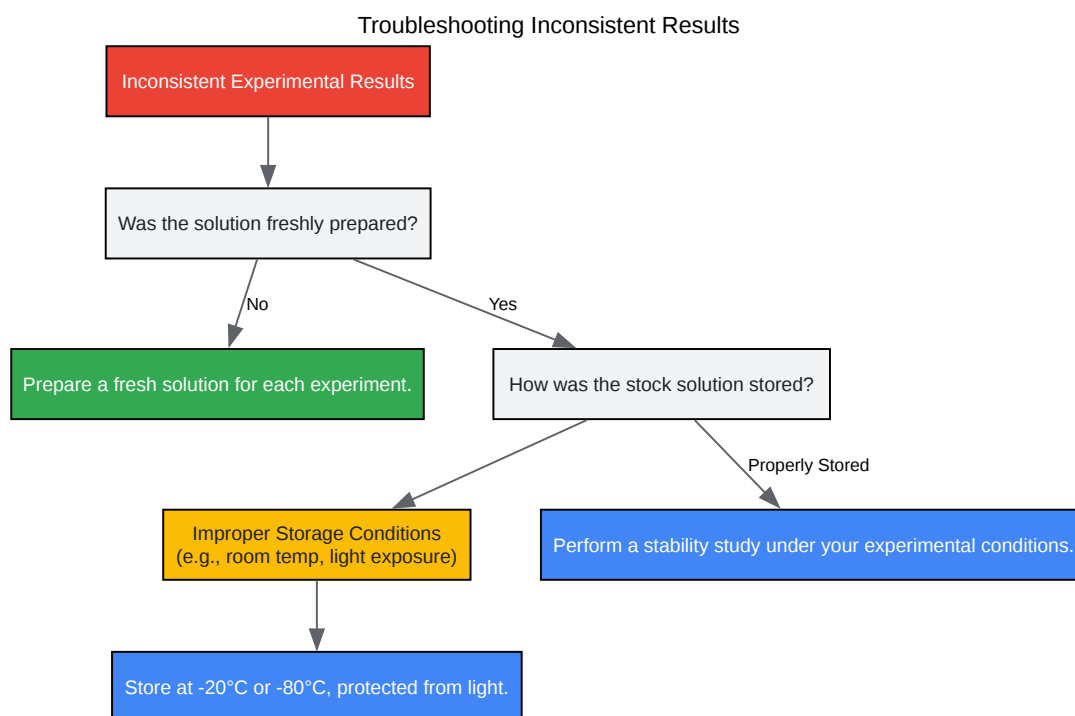 Troubleshooting Inconsistent Results
Inconsistent Experimental Results
Was the solution freshly prepared?
No
Yes
Prepare a fresh solution for each experiment.
How was the stock solution stored?
Properly Stored
Improper Storage Conditions
(e.g., room temp, light exposure)
Perform a stability study under your experimental conditions.
Store at -20°C or -80°C, protected from light.